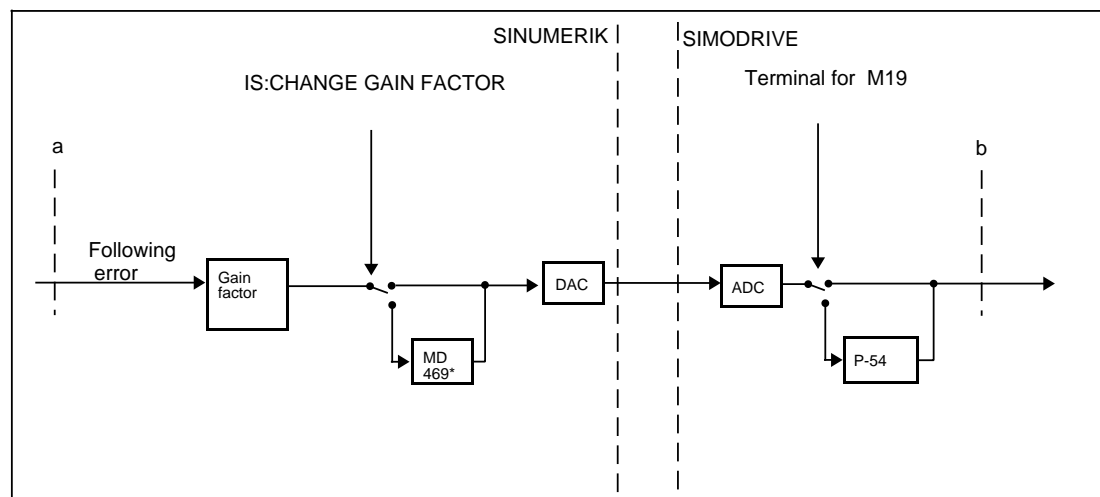 SINUMERIK
SIMODRIVE
IS:CHANGE GAIN FACTOR
Terminal for M19
a
b
Following
error
Gain
factor
DAC
ADC
MD
469*
P-54